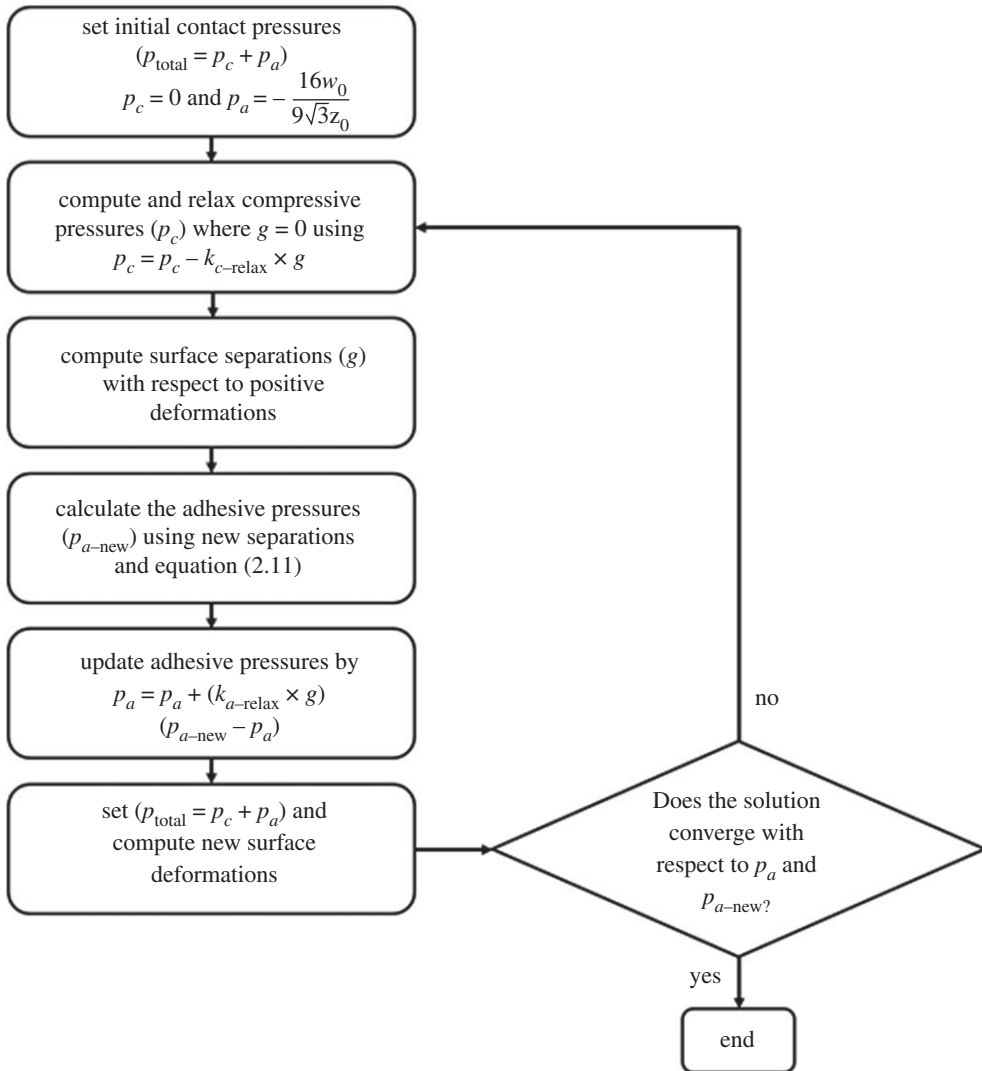 set initial contact pressures
(p_total = p_c + p_a)
p_c = 0 and p_a = – 16w_0 / 9√3z_0
compute and relax compressive
pressures (p_c) where g = 0 using
p_c = p_c – k_c–relax × g
compute surface separations (g)
with respect to positive
deformations
calculate the adhesive pressures
(p_a–new) using new separations
and equation (2.11)
update adhesive pressures by
p_a = p_a + (k_a–relax × g)
(p_a–new – p_a)
set (p_total = p_c + p_a) and
compute new surface
deformations
Does the solution
converge with
respect to p_a and
p_a–new?
no
yes
end